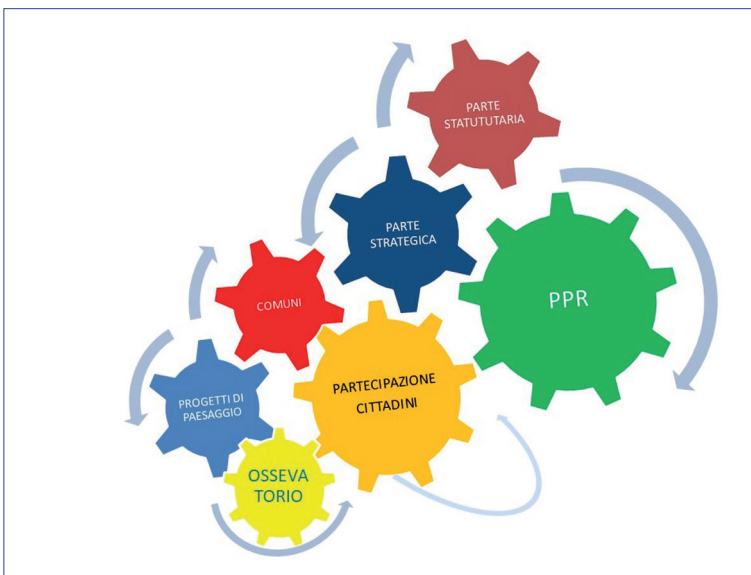 PARTE
STATUTUTARIA
PARTE
STRATEGICA
PPR
COMUNI
PARTECIPAZIONE
CITTADINI
PROGETTI DI
PAESAGGIO
OSSEVA
TORIO